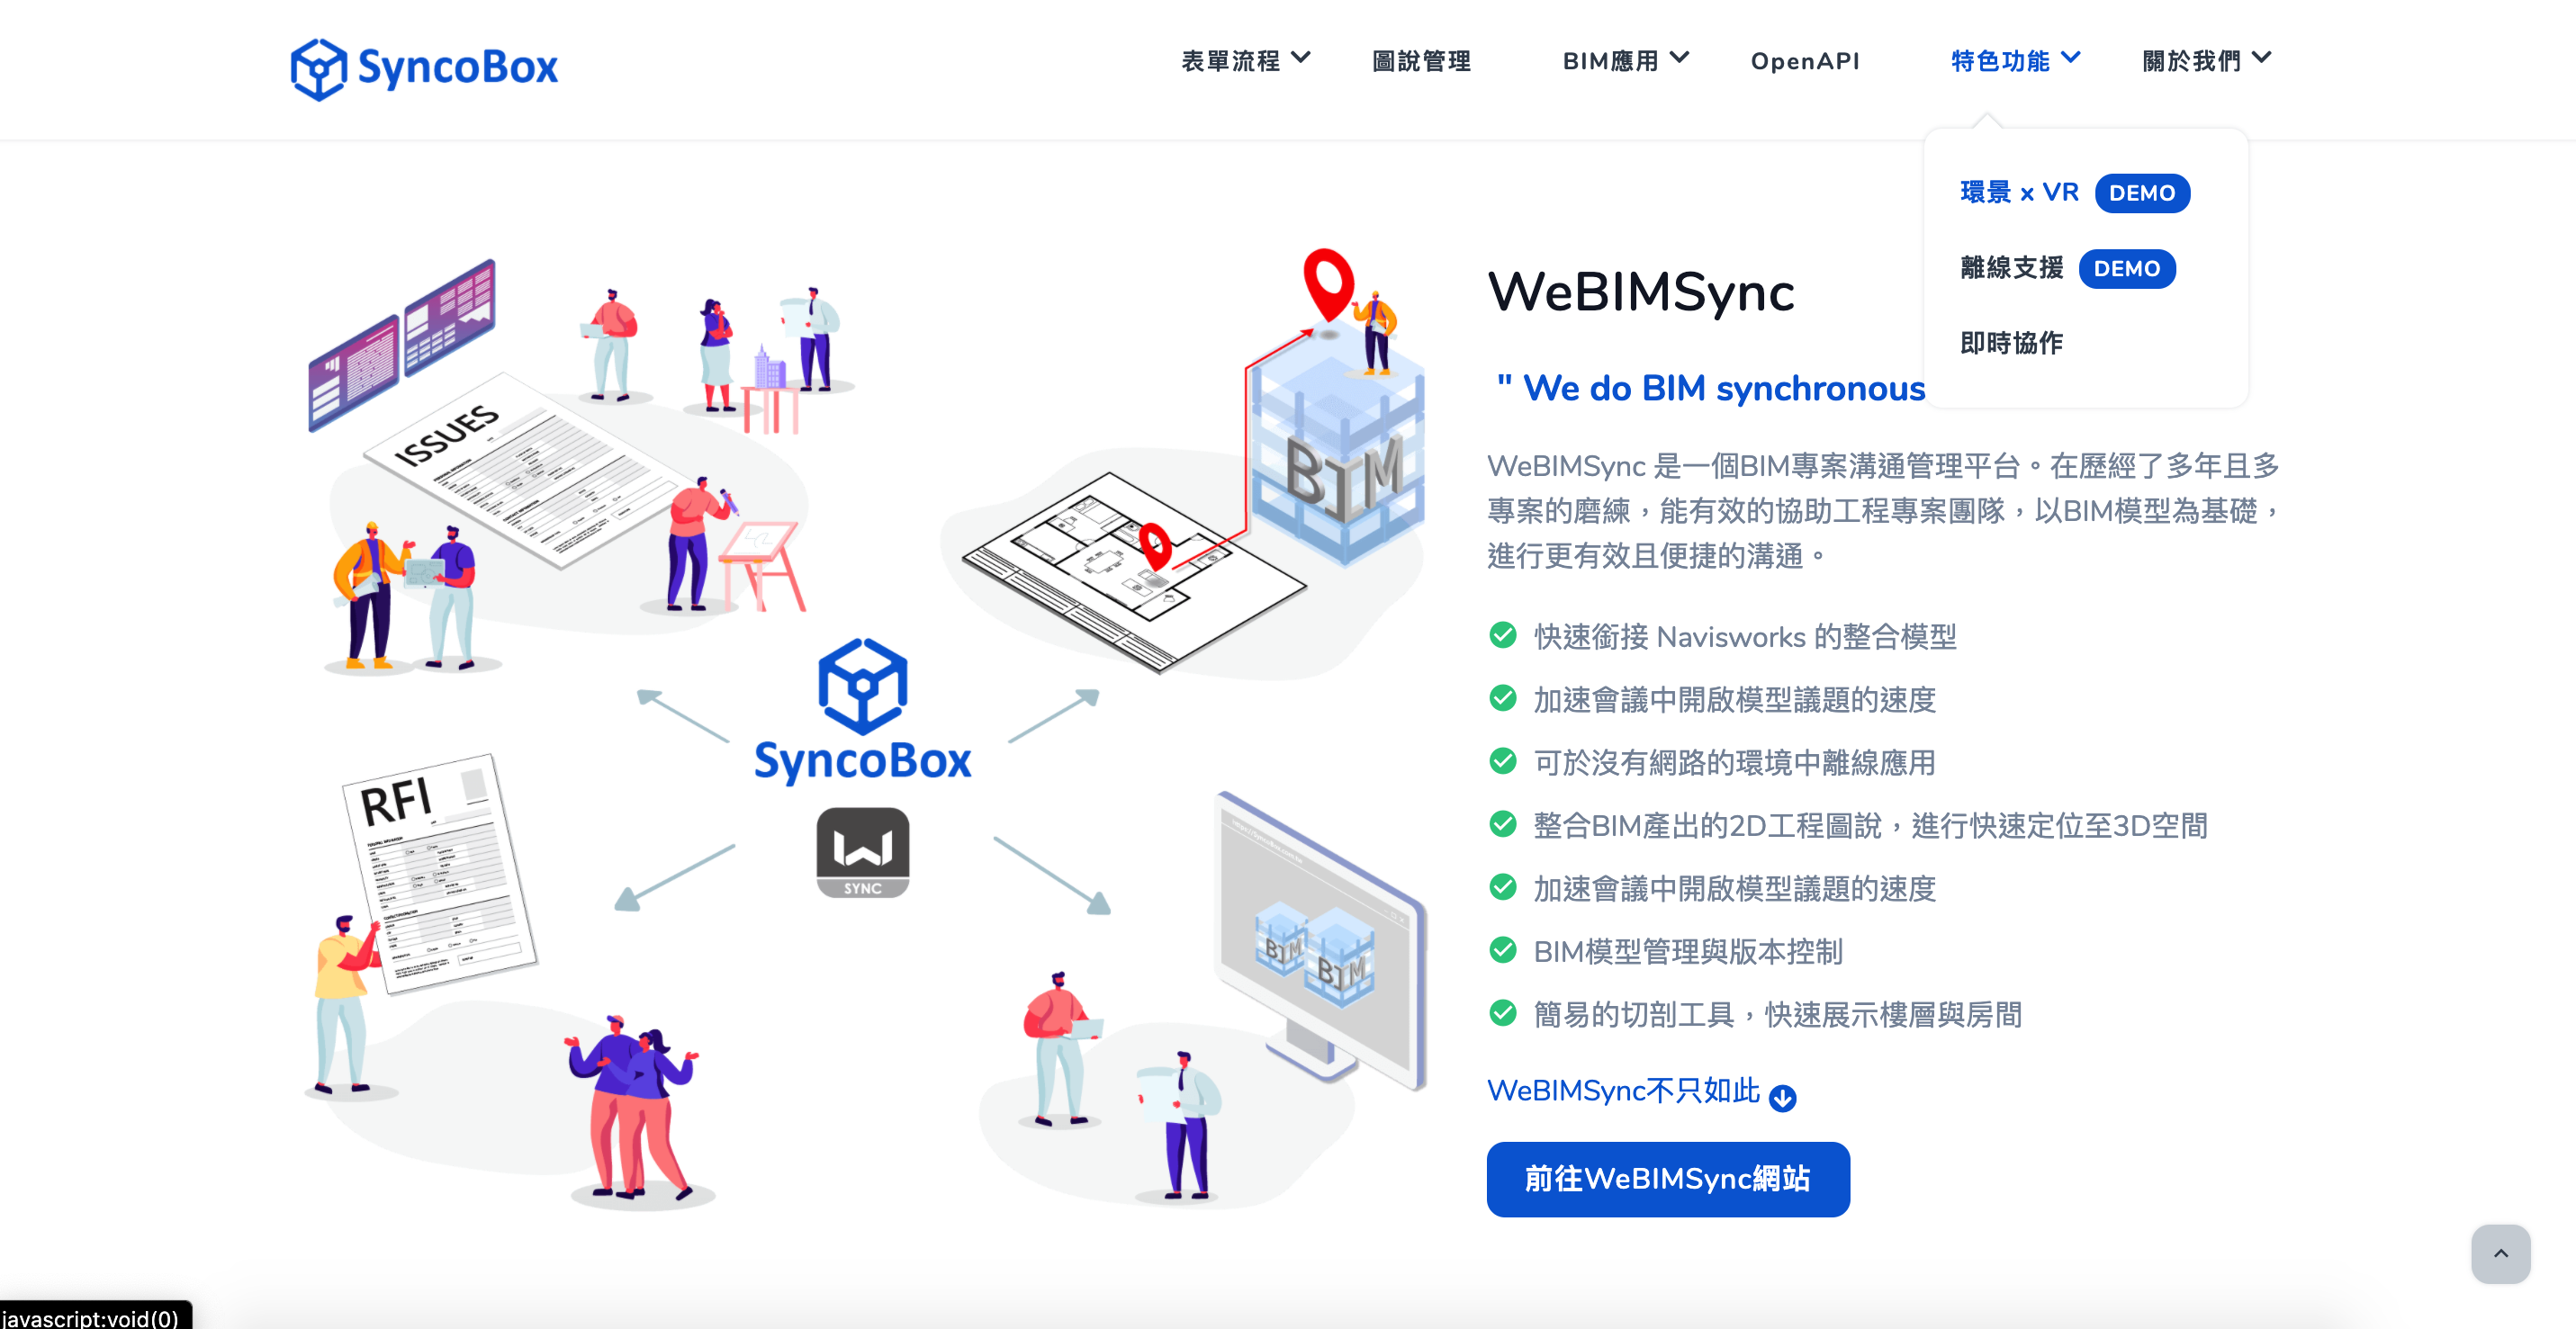 SyncoBox
表單流程
圖說管理
BIM應用
OpenAPI
特色功能
關於我們
環景 x VR DEMO
離線支援 DEMO
即時協作
ISSUES
BIM
RFI
SyncoBox
SYNC
BIM
BIM
WeBIMSync
" We do BIM synchronous
WeBIMSync 是一個BIM專案溝通管理平台。在歷經了多年且多
專案的磨練，能有效的協助工程專案團隊，以BIM模型為基礎，
進行更有效且便捷的溝通。
快速銜接 Navisworks 的整合模型
加速會議中開啟模型議題的速度
可於沒有網路的環境中離線應用
整合BIM產出的2D工程圖說，進行快速定位至3D空間
加速會議中開啟模型議題的速度
BIM模型管理與版本控制
簡易的切剖工具，快速展示樓層與房間
WeBIMSync不只如此
前往WeBIMSync網站
javascript:void(0)